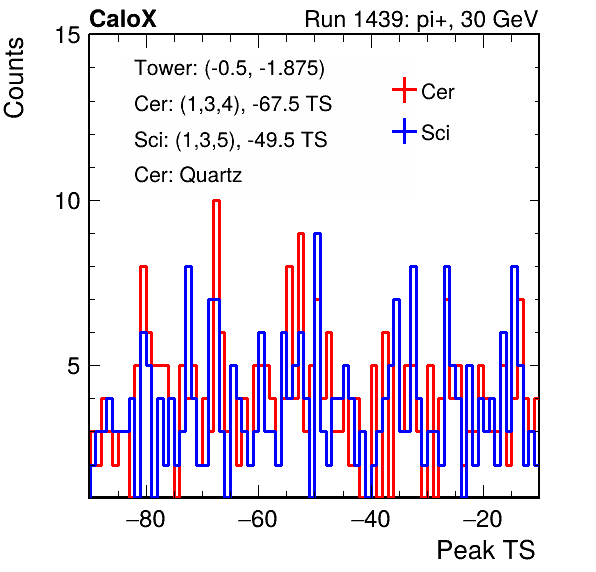 CaloX Run 1439: pi+, 30 GeV
Counts
15
Tower: (-0.5, -1.875)
Cer: (1,3,4), -67.5 TS
Sci: (1,3,5), -49.5 TS
Cer: Quartz
Cer
Sci
10
5
−80 −60 −40 −20
Peak TS